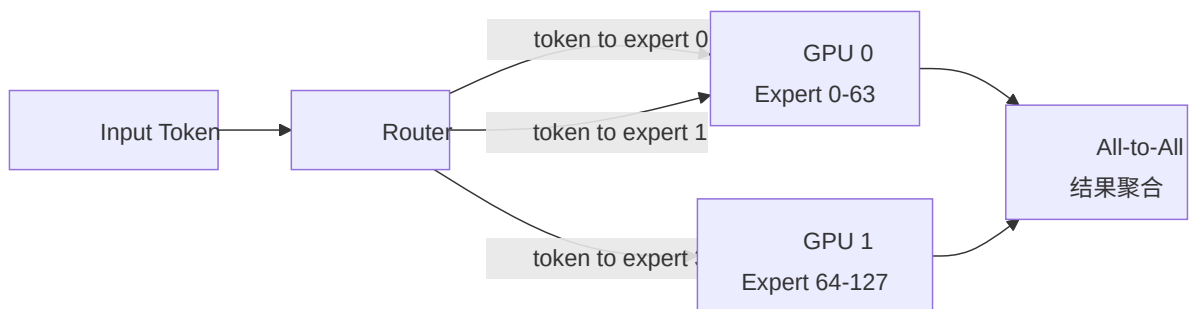 token to expert 0
GPU 0
Expert 0-63
Input Token
Router
token to expert 1
All-to-All
结果聚合
token to expert
GPU 1
Expert 64-127